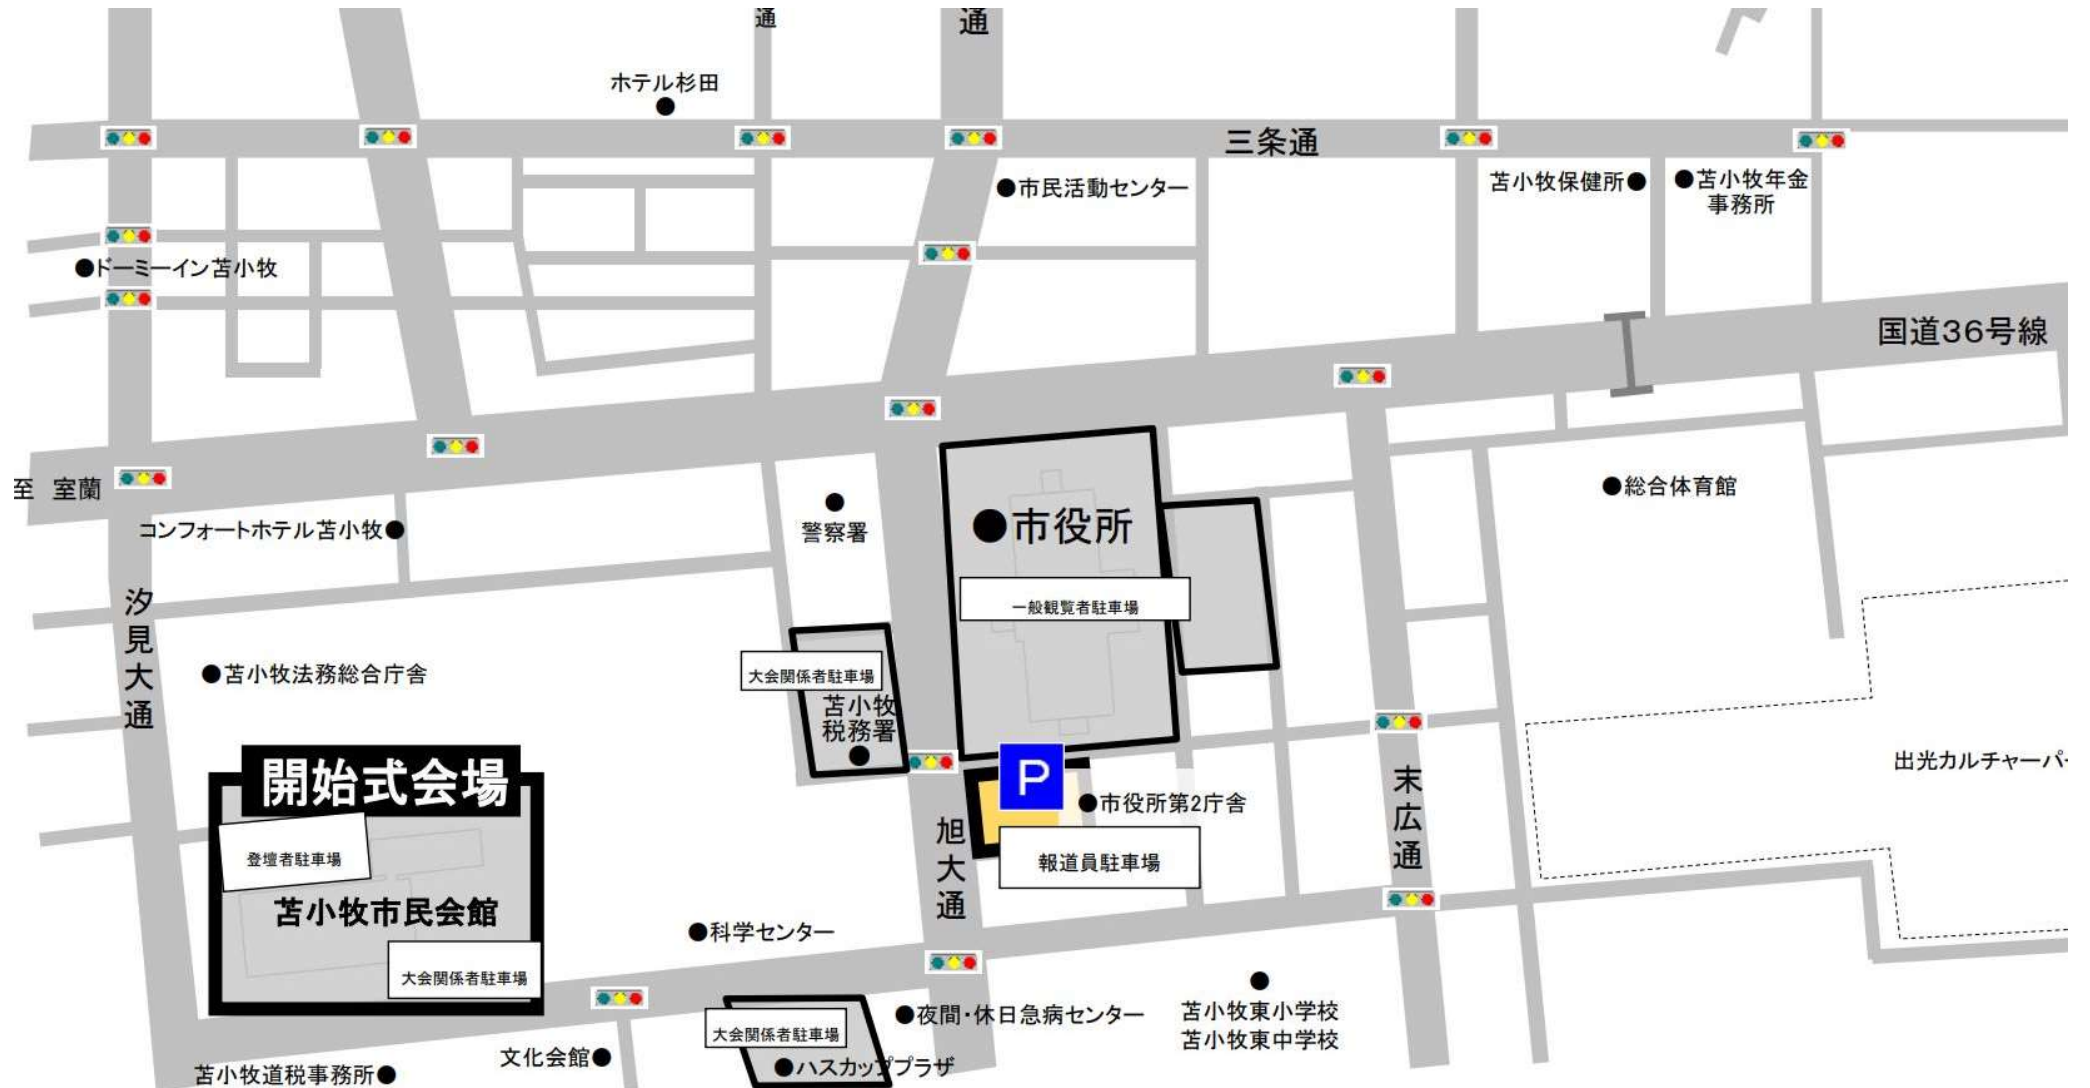 通
通
ホテル杉田
三条通
市民活動センター
苫小牧保健所
苫小牧年金
事務所
ドーミーイン苫小牧
国道36号線
至 室蘭
コンフォートホテル苫小牧
警察署
市役所
総合体育館
一般観覧者駐車場
汐見大通
苫小牧法務総合庁舎
大会関係者駐車場
苫小牧
税務署
開始式会場
P
市役所第2庁舎
出光カルチャーパー
末広通
旭大通
登壇者駐車場
報道員駐車場
苫小牧市民会館
科学センター
大会関係者駐車場
夜間・休日急病センター
苫小牧東小学校
苫小牧東中学校
大会関係者駐車場
文化会館
ハスカッププラザ
苫小牧道税事務所